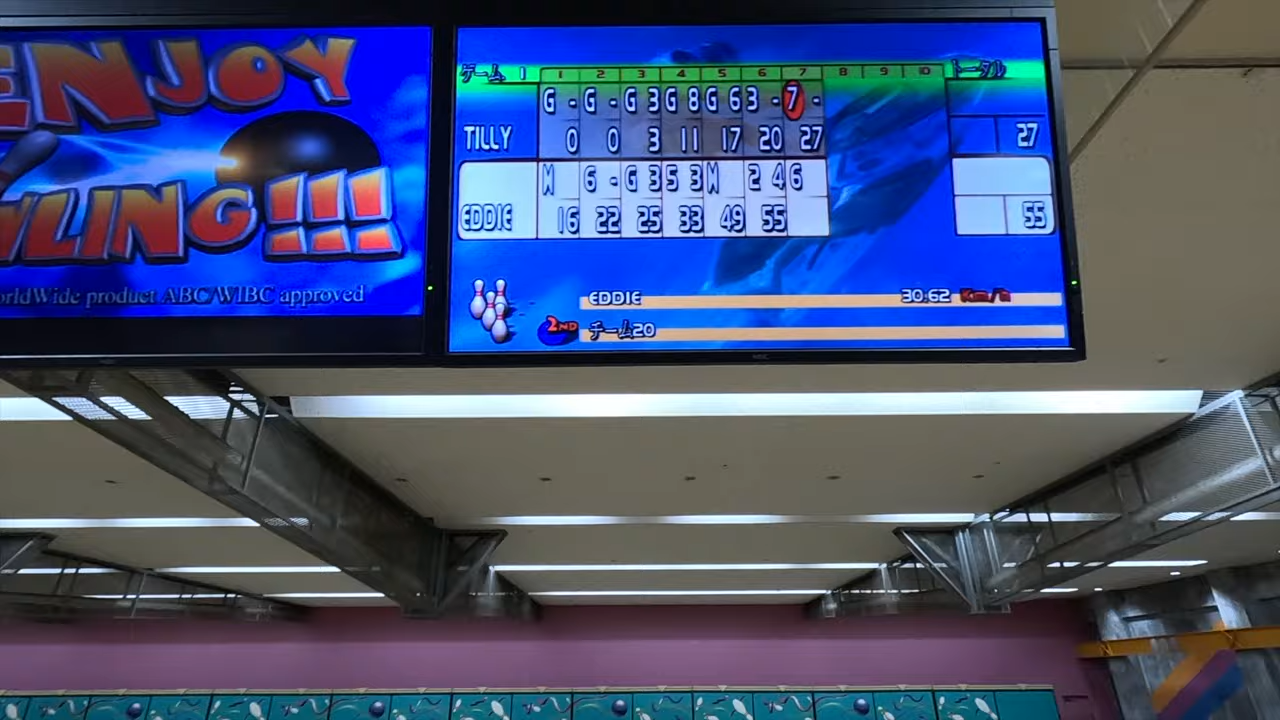 ENJOY
WLING!!!
orldWide product ABC/WIBC approved
ゲーム 1 1 2 3 4 5 6 7 8 9 10 トータル
G - G - G 3 G 8 G 6 3 - 7 -
TILLY 0 0 3 11 17 20 27 27
6 - G 3 5 3 2 4 6
EDDIE 16 22 25 33 49 55 55
EDDIE 30.62 Km/h
2ND チーム20
NEC